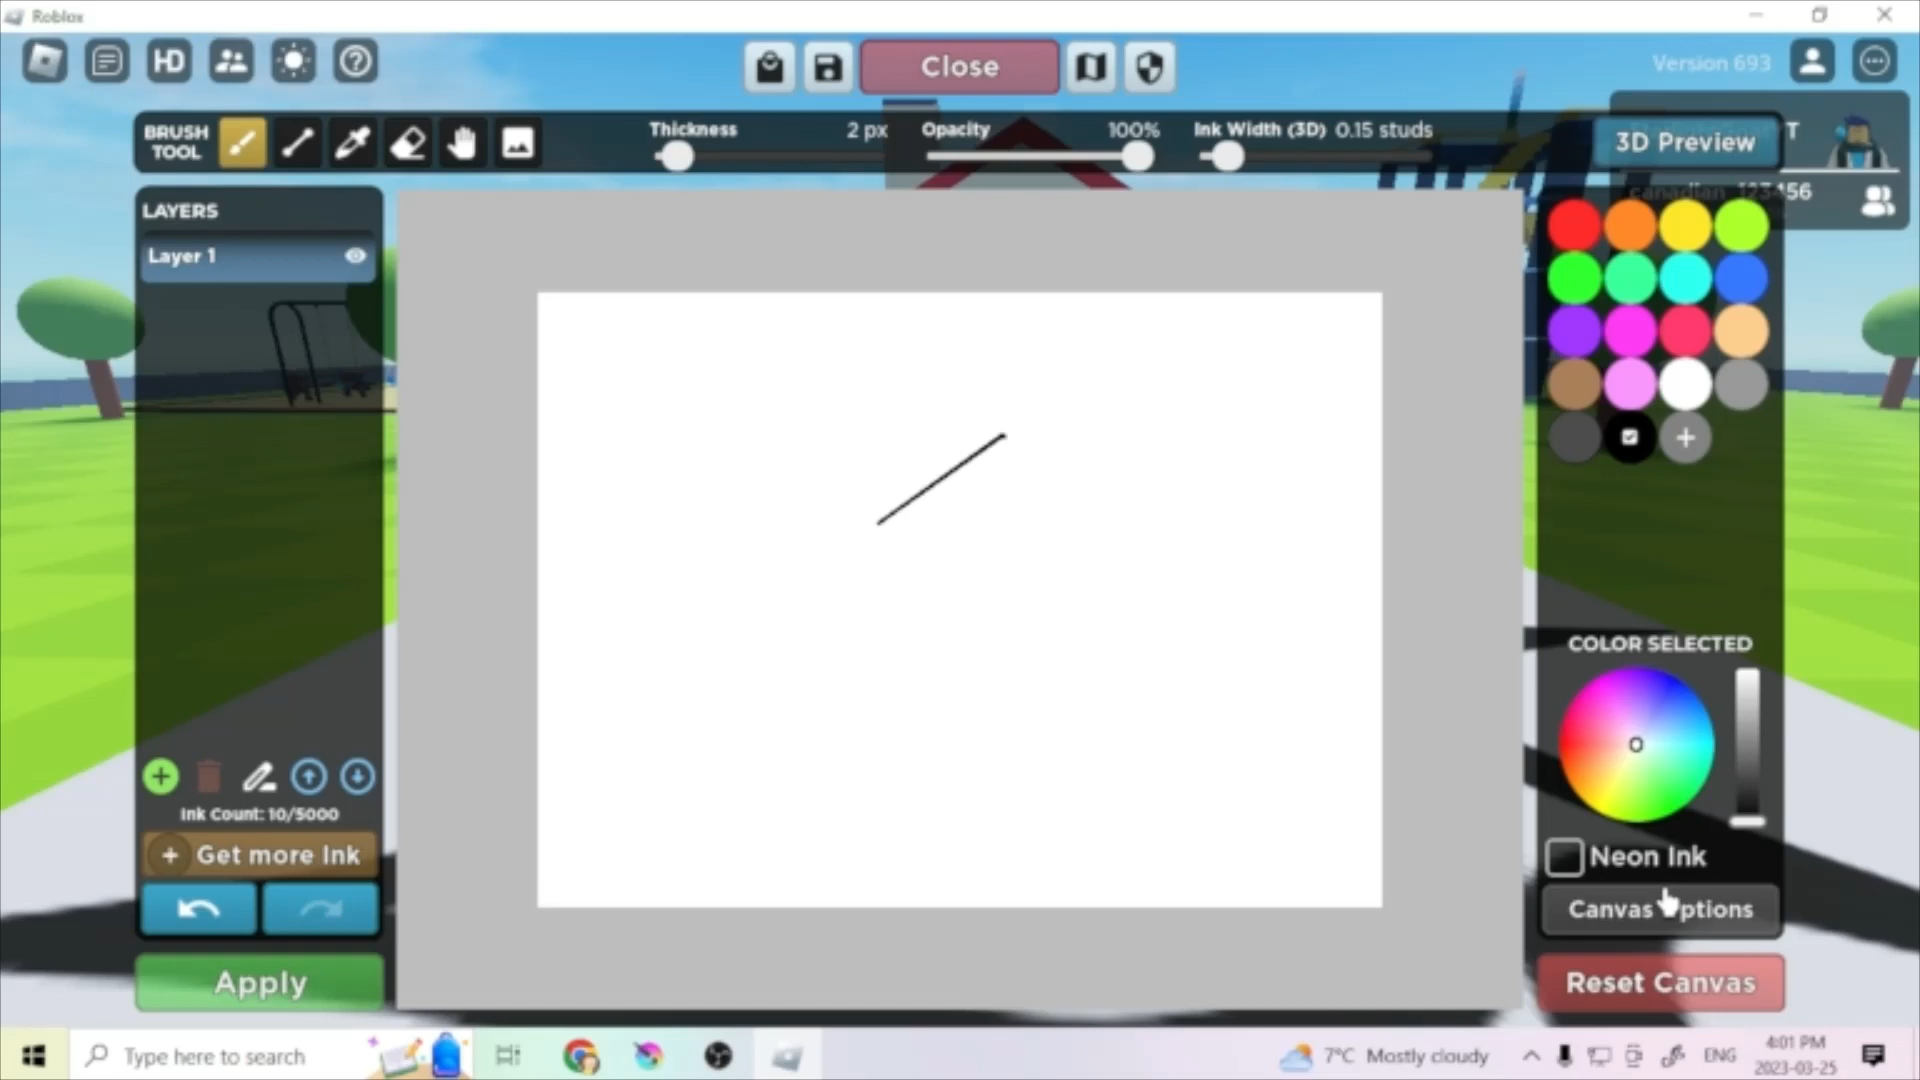 Roblox
HD
Close
Version 693
BRUSH
TOOL
Thickness
2 px
Opacity
100%
Ink Width (3D) 0.15 studs
3D Preview
T
canadian_123456
LAYERS
Layer 1
COLOR SELECTED
Ink Count: 10/5000
+ Get more Ink
Neon Ink
Canvas Options
Apply
Reset Canvas
Type here to search
7°C Mostly cloudy
ENG
4:01 PM
2023-03-25